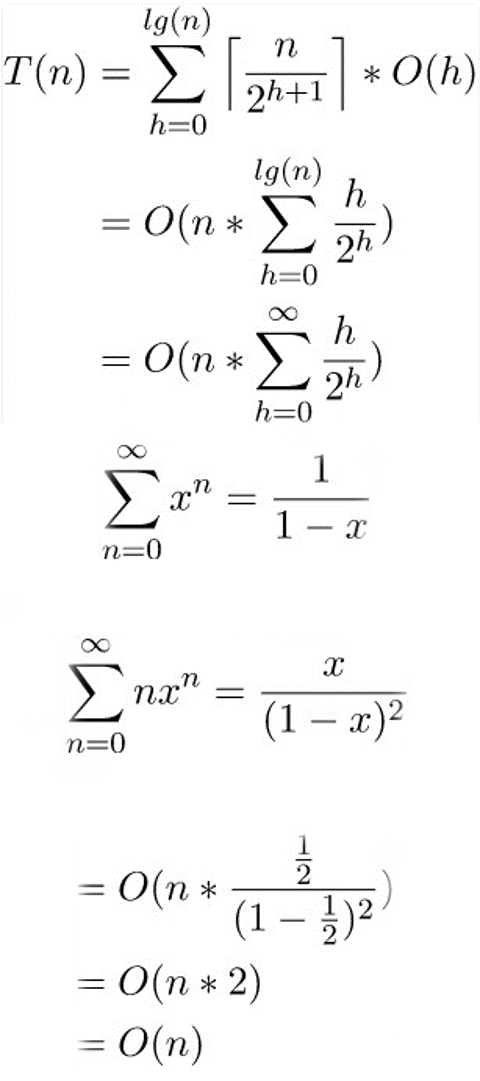 T(n) = \sum_{h=0}^{lg(n)} \left\lceil \frac{n}{2^{h+1}} \right\rceil * O(h)
= O(n * \sum_{h=0}^{lg(n)} \frac{h}{2^h})
= O(n * \sum_{h=0}^{\infty} \frac{h}{2^h})
\sum_{n=0}^{\infty} x^n = \frac{1}{1 - x}
\sum_{n=0}^{\infty} nx^n = \frac{x}{(1 - x)^2}
= O(n * \frac{\frac{1}{2}}{(1 - \frac{1}{2})^2})
= O(n * 2)
= O(n)